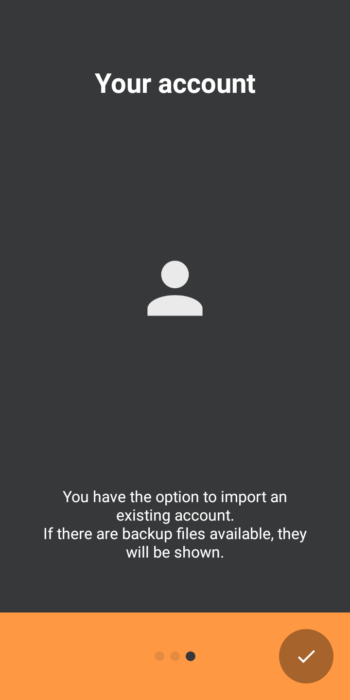 Your account
You have the option to import an
existing account.
If there are backup files available, they
will be shown.